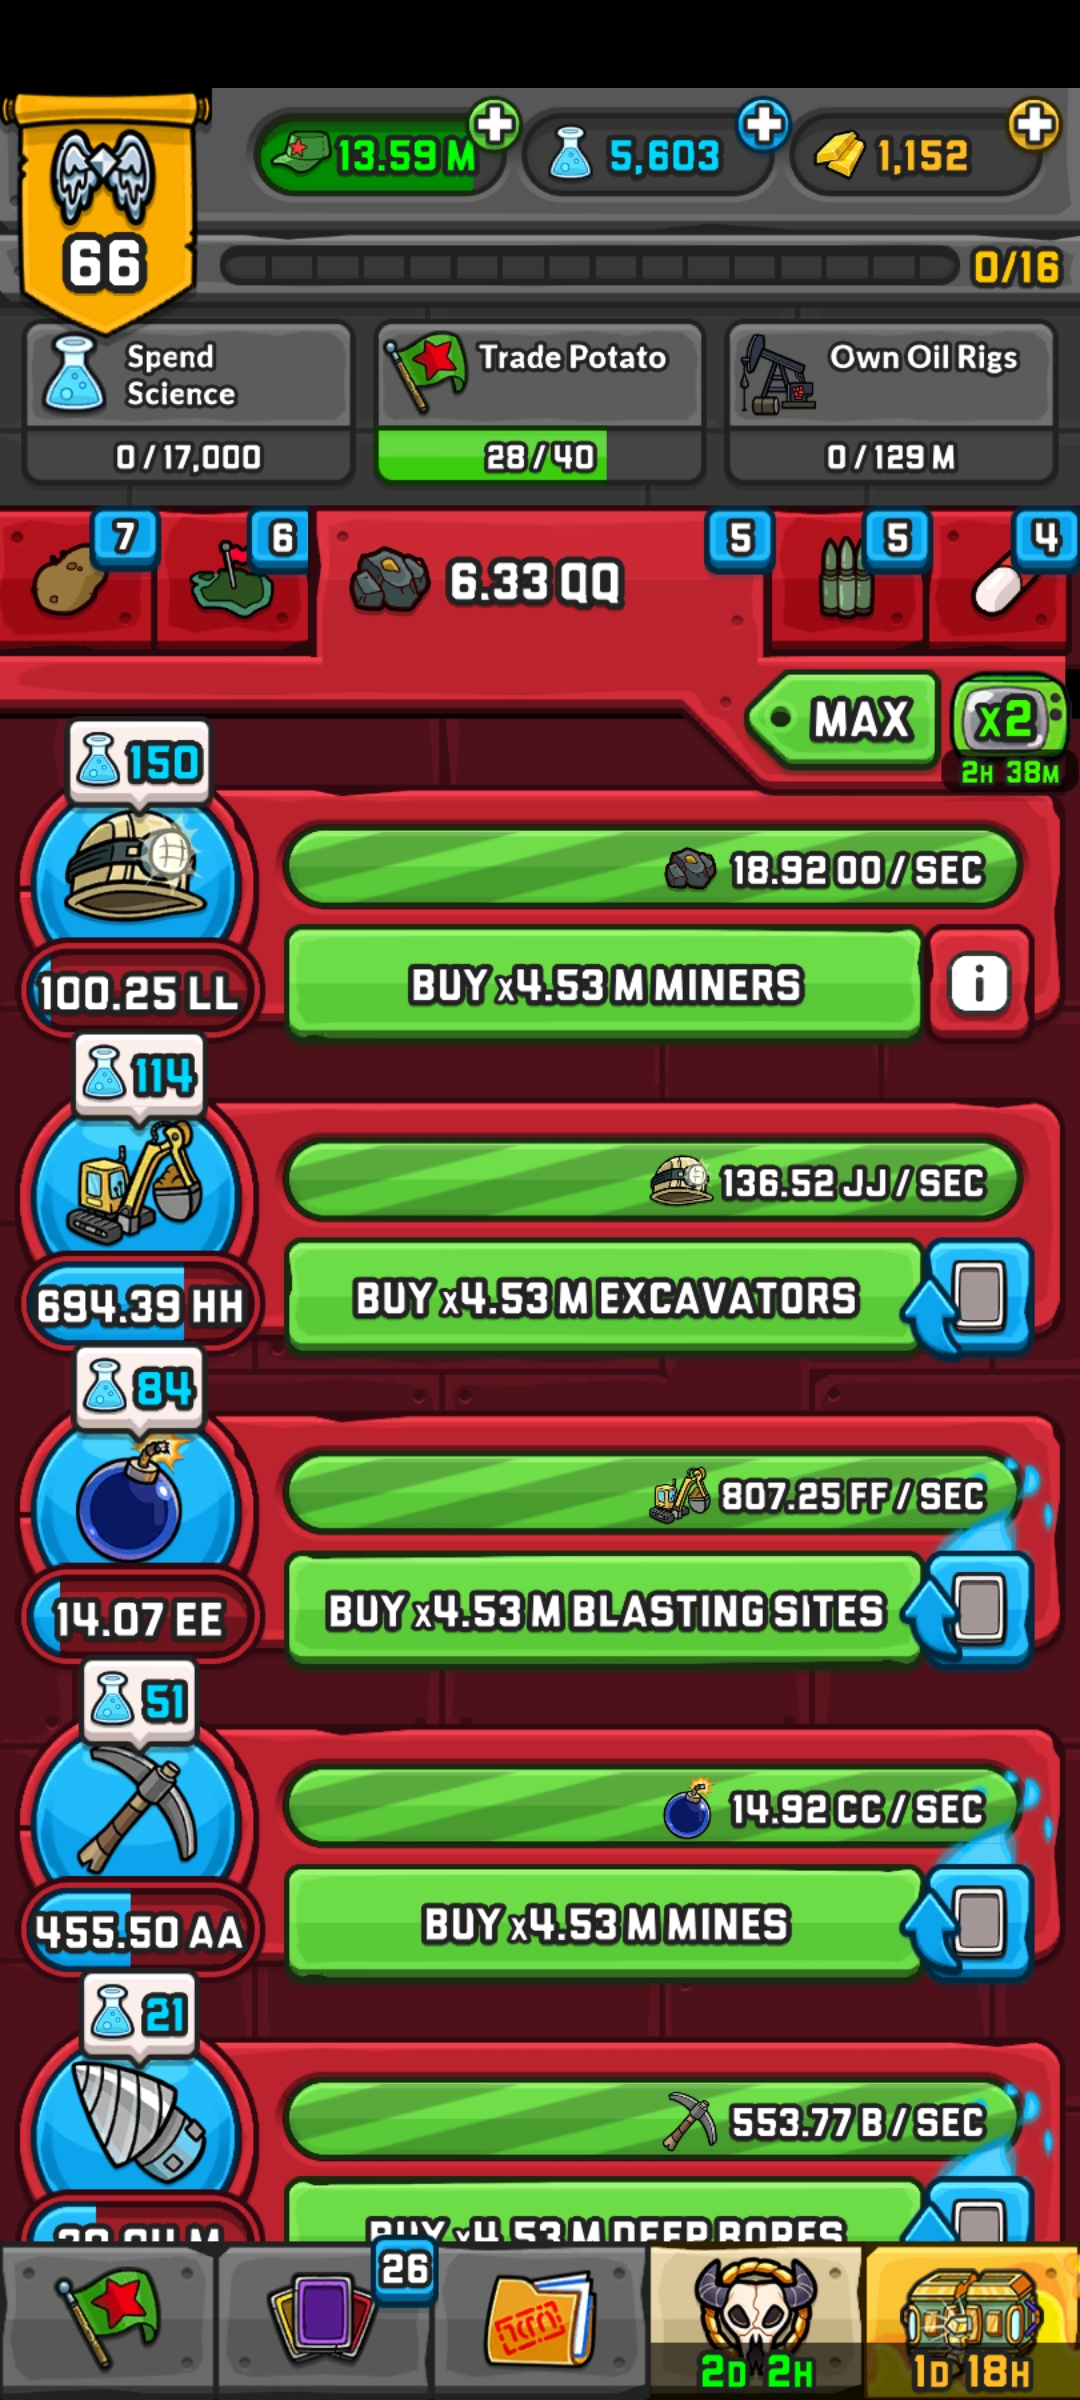 13.59 M
5,603
1,152
66
0/16
Spend
Science
0/17,000
Trade Potato
28/40
Own Oil Rigs
0/129 M
7
6
6.33 QQ
5
5
4
MAX
x2
2H 38M
150
18.92 OO/SEC
100.25 LL
BUY x4.53 M MINERS
i
114
136.52 JJ/SEC
694.39 HH
BUY x4.53 M EXCAVATORS
84
807.25 FF/SEC
14.07 EE
BUY x4.53 M BLASTING SITES
51
14.92 CC/SEC
455.50 AA
BUY x4.53 M MINES
21
553.77 B/SEC
BUY x4.53 M DEEP BORES
26
2D 2H
1D 18H